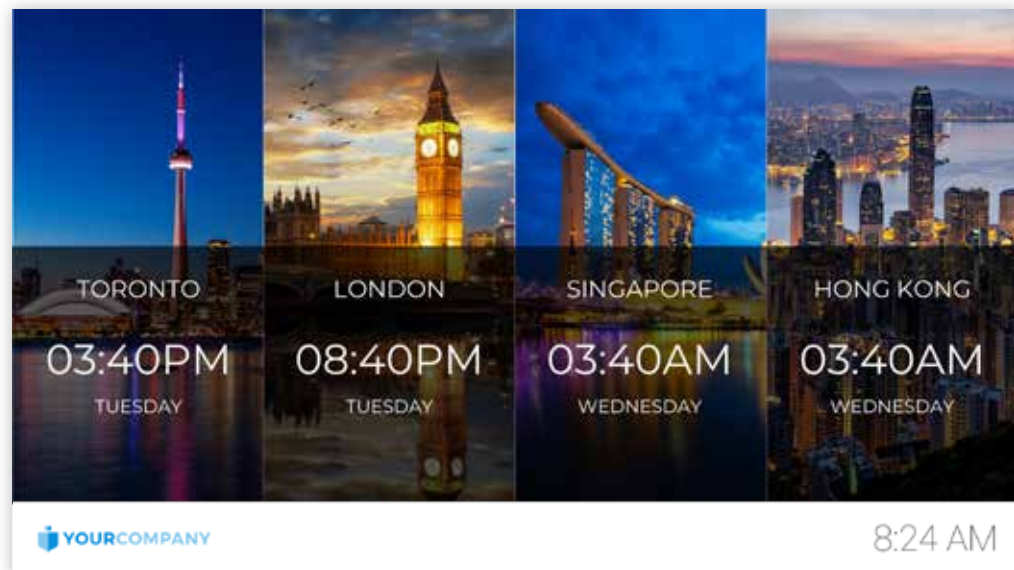 TORONTO
03:40PM
TUESDAY
LONDON
08:40PM
TUESDAY
SINGAPORE
03:40AM
WEDNESDAY
HONG KONG
03:40AM
WEDNESDAY
YOURCOMPANY
8:24 AM